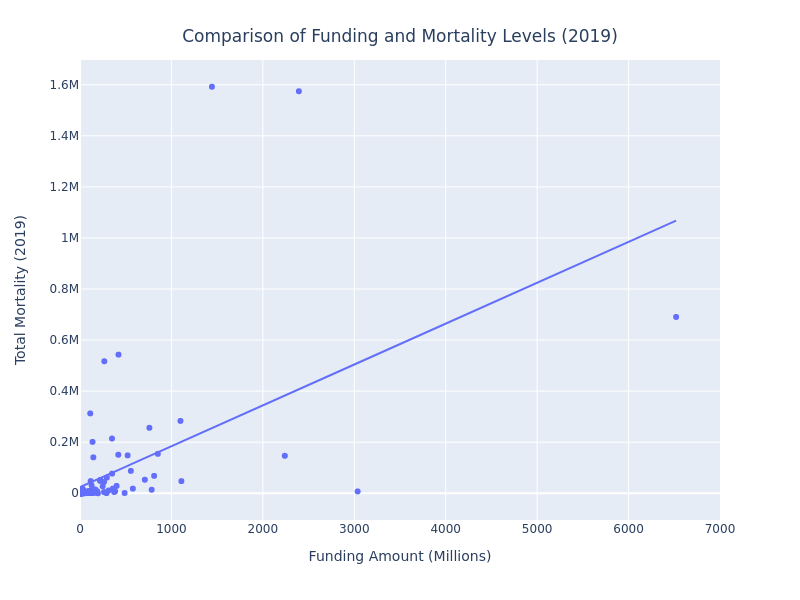 Comparison of Funding and Mortality Levels (2019)
1.6M
1.4M
1.2M
1M
0.8M
0.6M
0.4M
0.2M
0
Total Mortality (2019)
0 1000 2000 3000 4000 5000 6000 7000
Funding Amount (Millions)